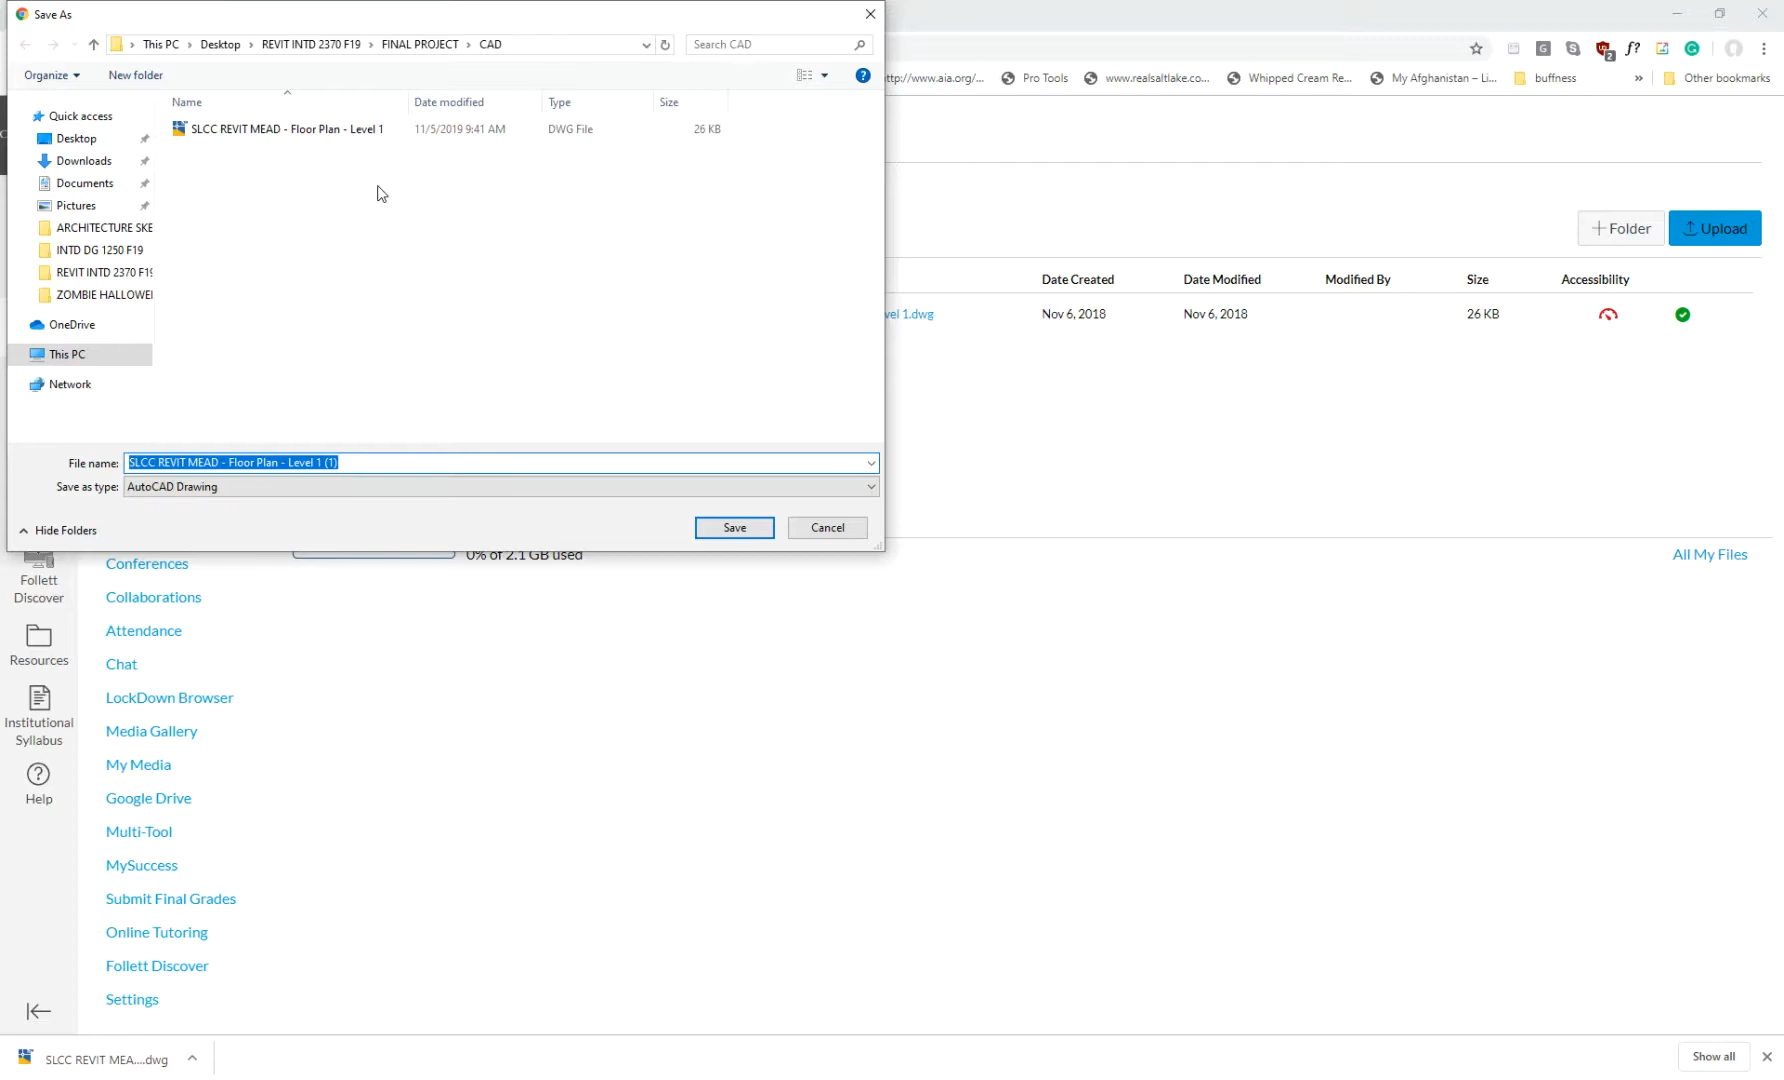 Save As
This PC › Desktop › REVIT INTD 2370 F19 › FINAL PROJECT › CAD
Search CAD
Organize
New folder
Name Date modified Type Size
SLCC REVIT MEAD - Floor Plan - Level 1 11/5/2019 9:41 AM DWG File 26 KB
Quick access
Desktop
Downloads
Documents
Pictures
ARCHITECTURE SKE
INTD DG 1250 F19
REVIT INTD 2370 F19
ZOMBIE HALLOWEI
OneDrive
This PC
Network
File name: SLCC REVIT MEAD - Floor Plan - Level 1 (1)
Save as type: AutoCAD Drawing
Hide Folders
Save
Cancel
ttp://www.aia.org/...
Pro Tools
www.realsaltlake.co...
Whipped Cream Re...
My Afghanistan – Li...
buffness
»
Other bookmarks
2
f?
G
+ Folder
Upload
Date Created Date Modified Modified By Size Accessibility
vel 1.dwg Nov 6, 2018 Nov 6, 2018 26 KB
0% of 2.1 GB used
All My Files
Follett
Discover
Resources
Institutional
Syllabus
Help
Conferences
Collaborations
Attendance
Chat
LockDown Browser
Media Gallery
My Media
Google Drive
Multi-Tool
MySuccess
Submit Final Grades
Online Tutoring
Follett Discover
Settings
SLCC REVIT MEA....dwg
Show all